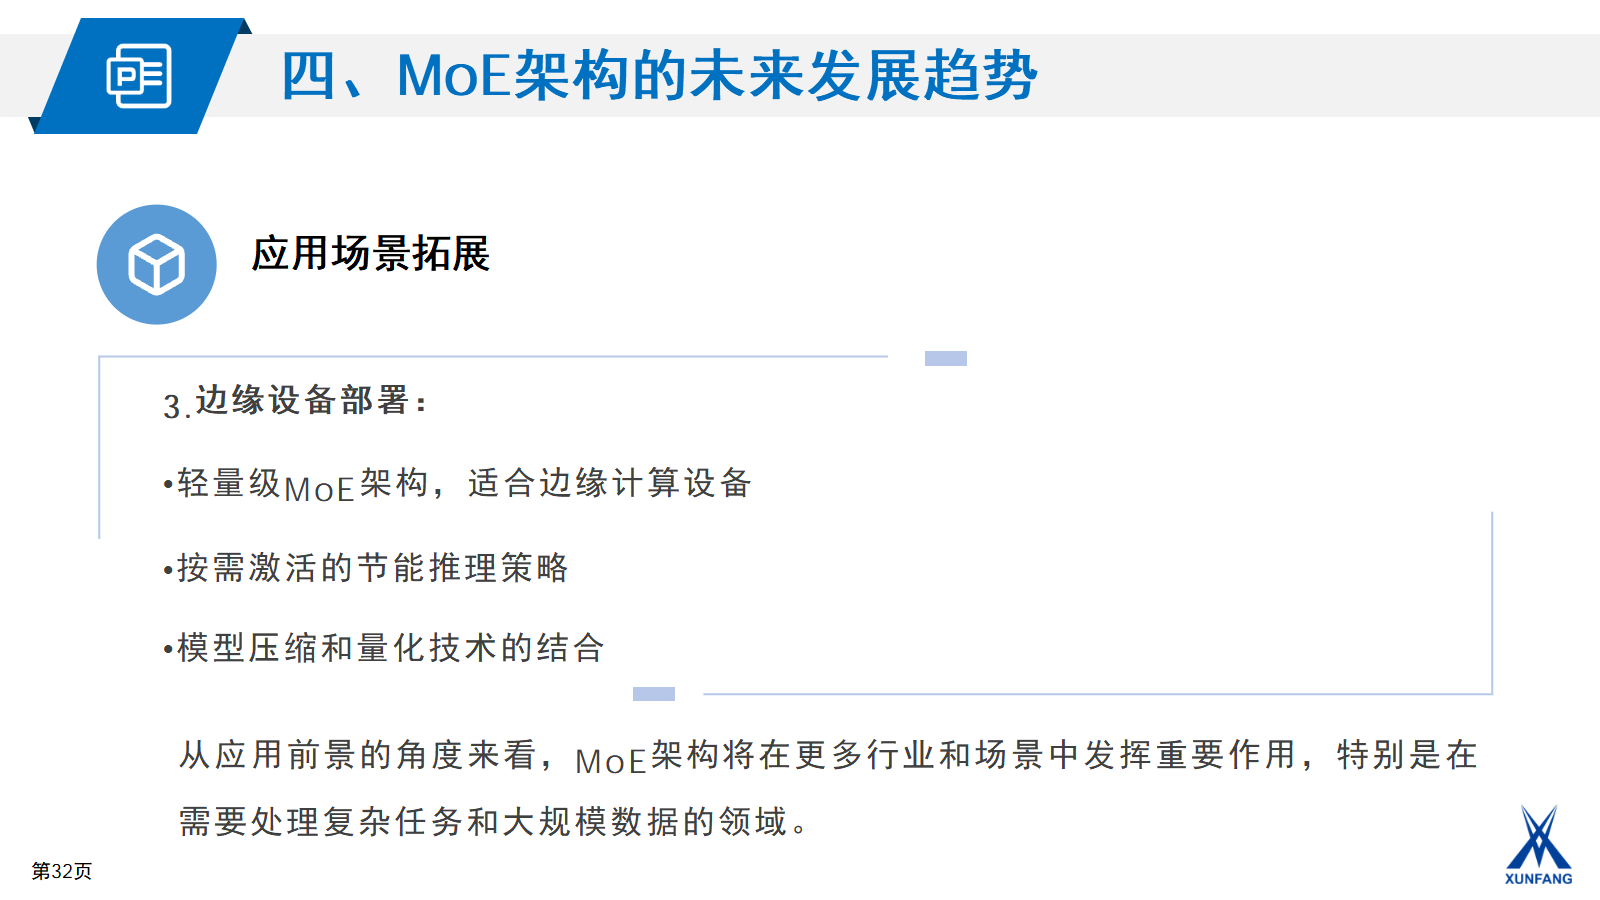 四、MoE架构的未来发展趋势
应用场景拓展
3.边缘设备部署：
•轻量级MoE架构，适合边缘计算设备
•按需激活的节能推理策略
•模型压缩和量化技术的结合
从应用前景的角度来看，MoE架构将在更多行业和场景中发挥重要作用，特别是在
需要处理复杂任务和大规模数据的领域。
第32页
XUNFANG